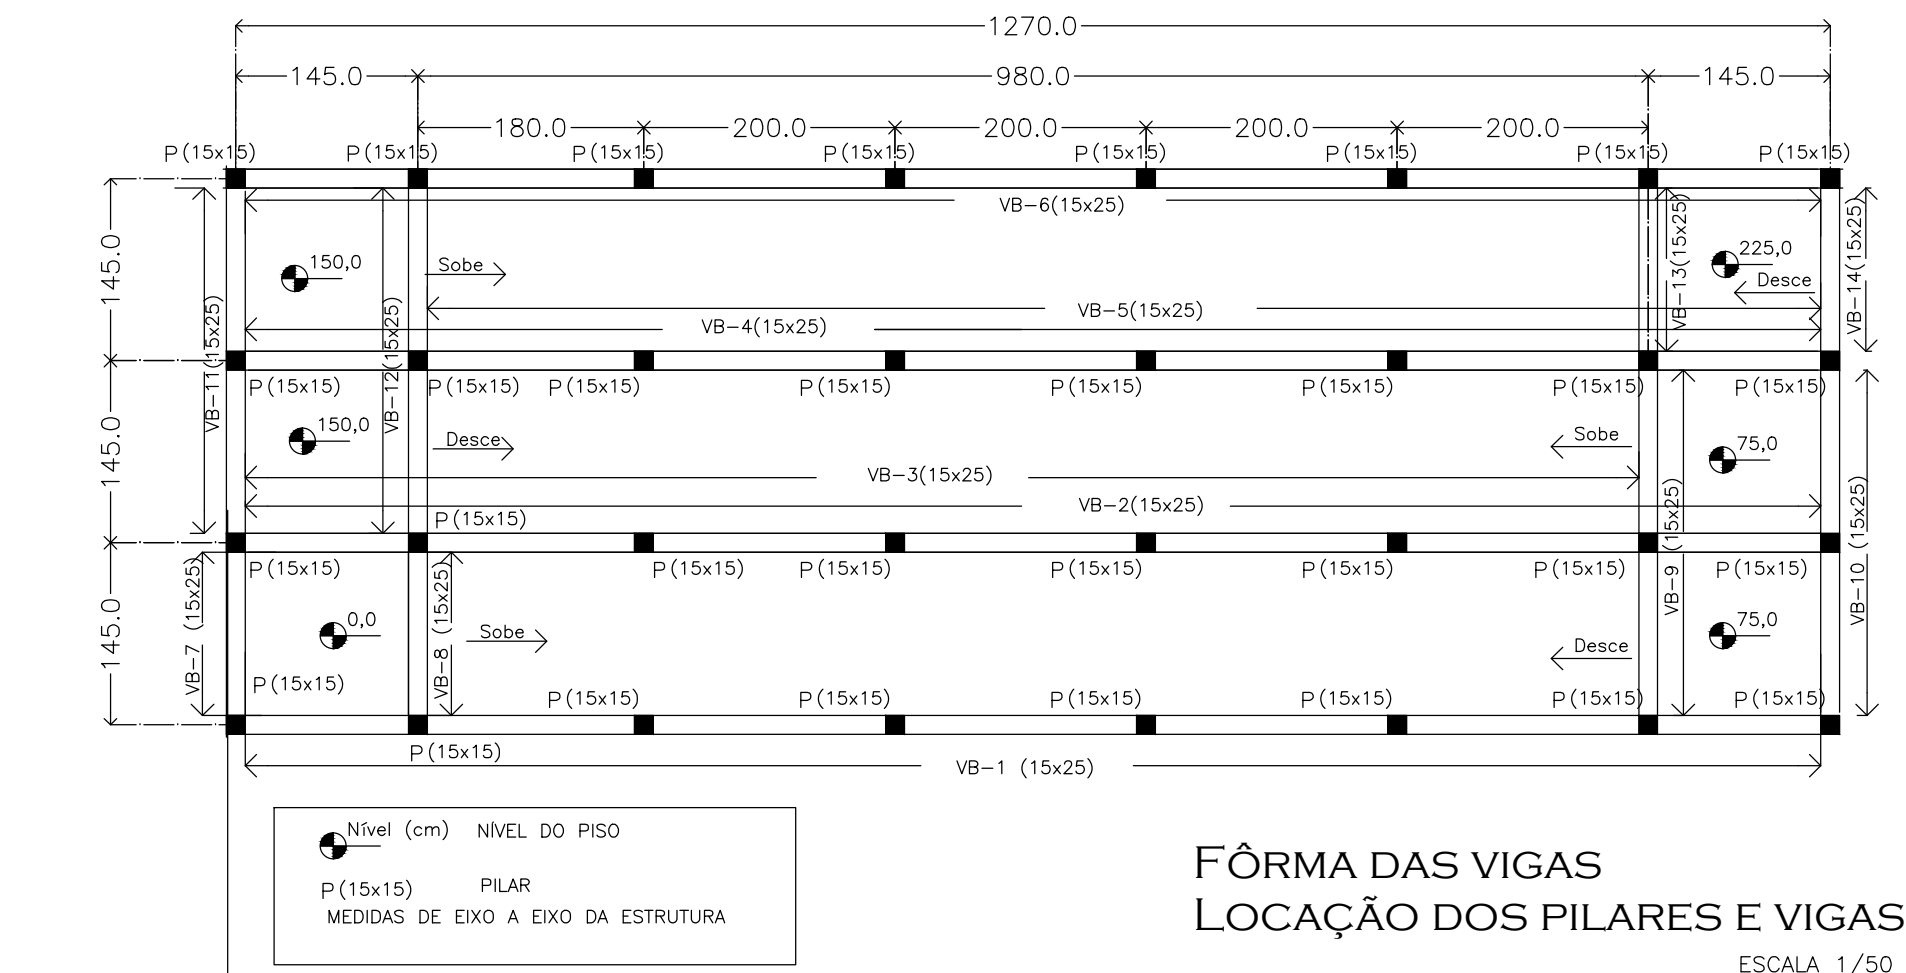 1270.0
145.0 980.0 145.0
180.0 200.0 200.0 200.0 200.0
P(15x15) P(15x15) P(15x15) P(15x15) P(15x15) P(15x15) P(15x15) P(15x15)
VB-6(15x25)
145.0
150,0
Sobe
VB-13(15x25)
225,0
Desce
VB-14(15x25)
VB-5(15x25)
VB-4(15x25)
VB-11(15x25)
VB-12(15x25)
P(15x15) P(15x15) P(15x15) P(15x15) P(15x15) P(15x15) P(15x15) P(15x15)
145.0
150,0
Desce
Sobe
75,0
VB-3(15x25)
VB-2(15x25)
P(15x15)
VB-9 (15x25)
VB-10 (15x25)
P(15x15) P(15x15) P(15x15) P(15x15) P(15x15) P(15x15) P(15x15)
145.0
VB-7 (15x25)
0,0
VB-8 (15x25)
Sobe
Desce
75,0
P(15x15)
P(15x15) P(15x15) P(15x15) P(15x15) P(15x15) P(15x15)
P(15x15)
VB-1 (15x25)
Nível (cm) NÍVEL DO PISO
P(15x15) PILAR
MEDIDAS DE EIXO A EIXO DA ESTRUTURA
FÔRMA DAS VIGAS
LOCAÇÃO DOS PILARES E VIGAS
ESCALA 1/50